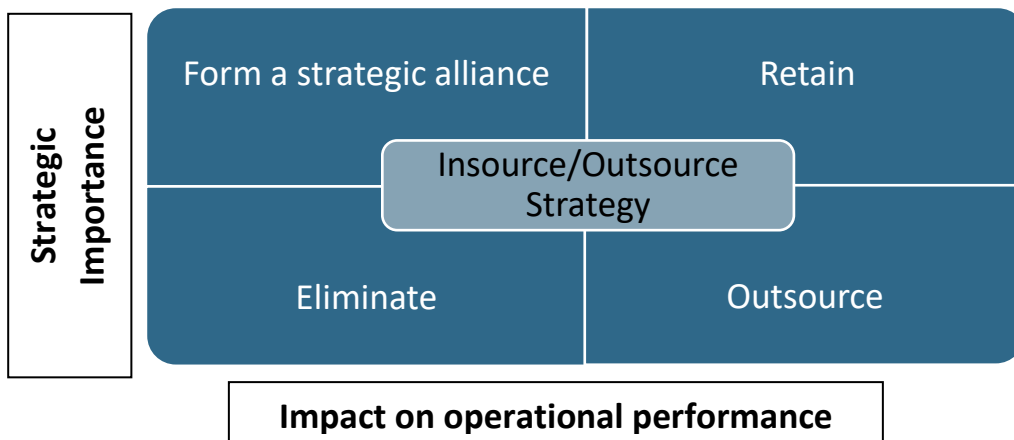 Strategic
Importance
Form a strategic alliance
Retain
Insource/Outsource
Strategy
Eliminate
Outsource
Impact on operational performance